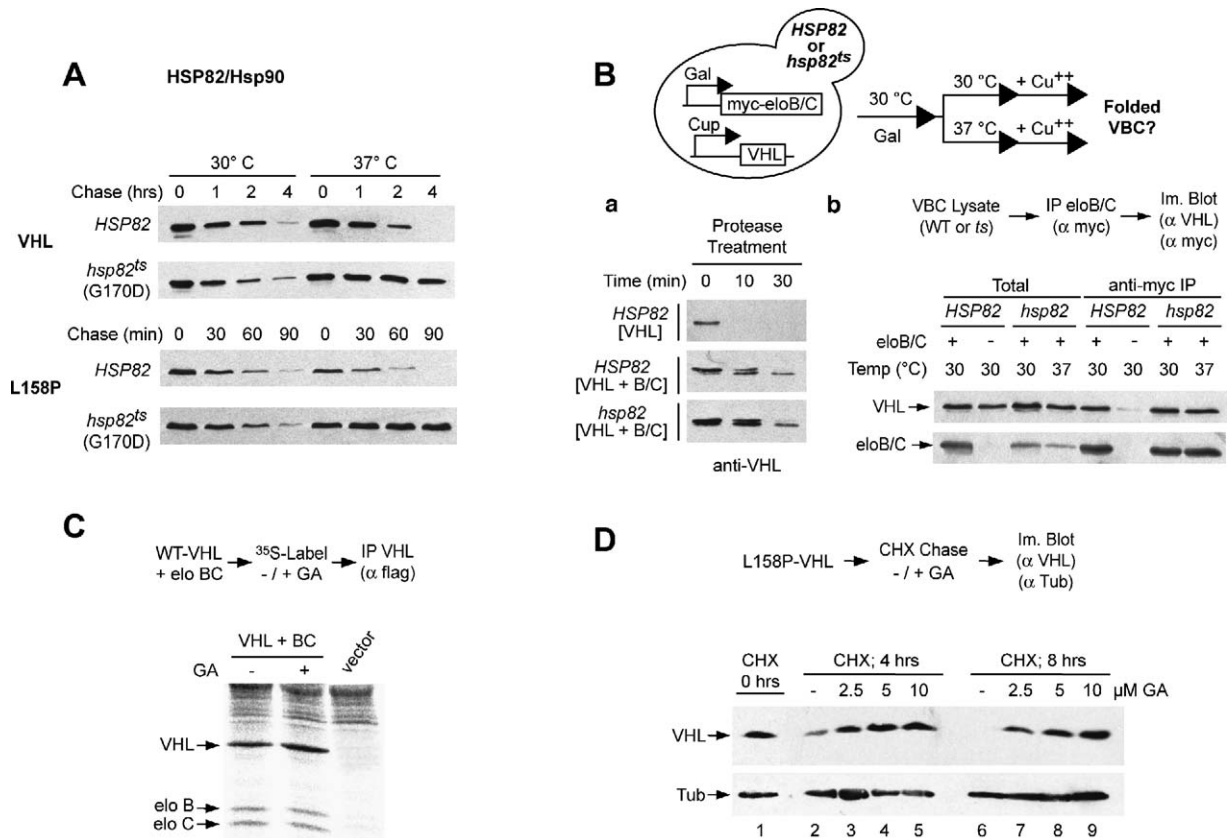 A
HSP82/Hsp90
30° C 37° C
Chase (hrs) 0 1 2 4 0 1 2 4
VHL
HSP82
hsp82ts
(G170D)
Chase (min) 0 30 60 90 0 30 60 90
L158P
HSP82
hsp82ts
(G170D)
B
HSP82
or
hsp82ts
Gal
myc-eloB/C
Cup
VHL
30 °C
Gal
30 °C + Cu++
37 °C + Cu++
Folded
VBC?
a
Protease
Treatment
Time (min) 0 10 30
HSP82
[VHL]
HSP82
[VHL + B/C]
hsp82
[VHL + B/C]
anti-VHL
b
VBC Lysate
(WT or ts)
IP eloB/C
(α myc)
Im. Blot
(α VHL)
(α myc)
Total anti-myc IP
HSP82 hsp82 HSP82 hsp82
eloB/C + - + + + - + +
Temp (°C) 30 30 30 37 30 30 30 37
VHL
eloB/C
C
WT-VHL
+ elo BC
35S-Label
- / + GA
IP VHL
(α flag)
VHL + BC
vector
GA - +
VHL
elo B
elo C
D
L158P-VHL
CHX Chase
- / + GA
Im. Blot
(α VHL)
(α Tub)
CHX
0 hrs
CHX; 4 hrs
CHX; 8 hrs
- 2.5 5 10 - 2.5 5 10 µM GA
VHL
Tub
1 2 3 4 5 6 7 8 9